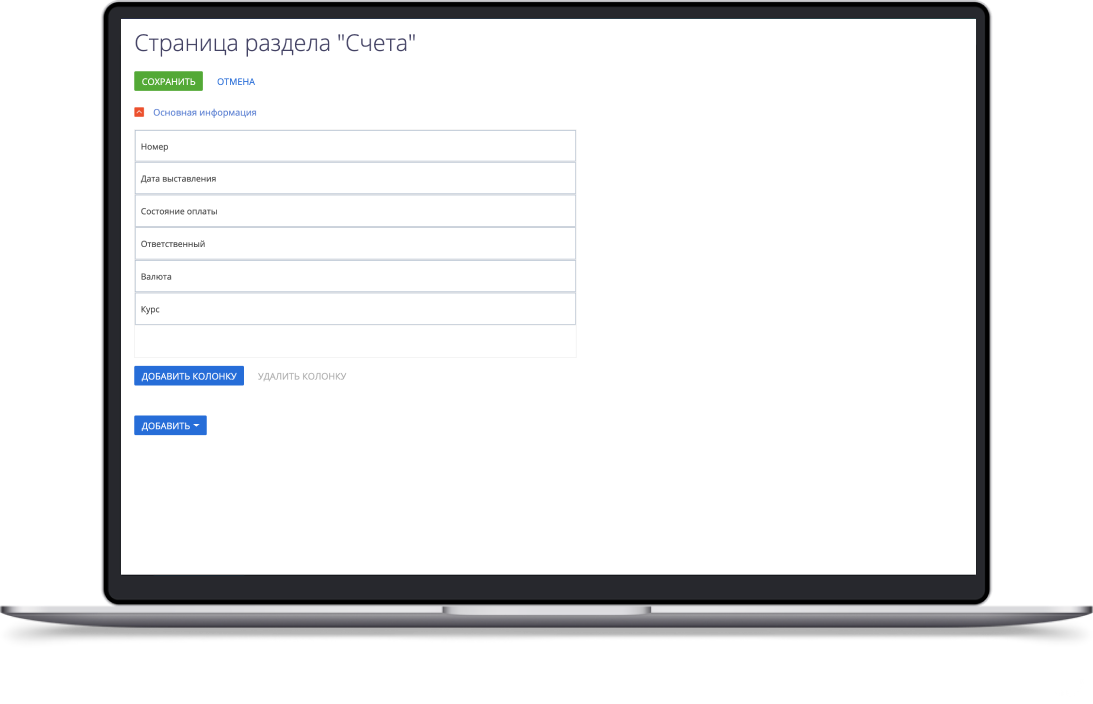 Страница раздела "Счета"
СОХРАНИТЬ ОТМЕНА
Основная информация
Номер
Дата выставления
Состояние оплаты
Ответственный
Валюта
Курс
ДОБАВИТЬ КОЛОНКУ УДАЛИТЬ КОЛОНКУ
ДОБАВИТЬ